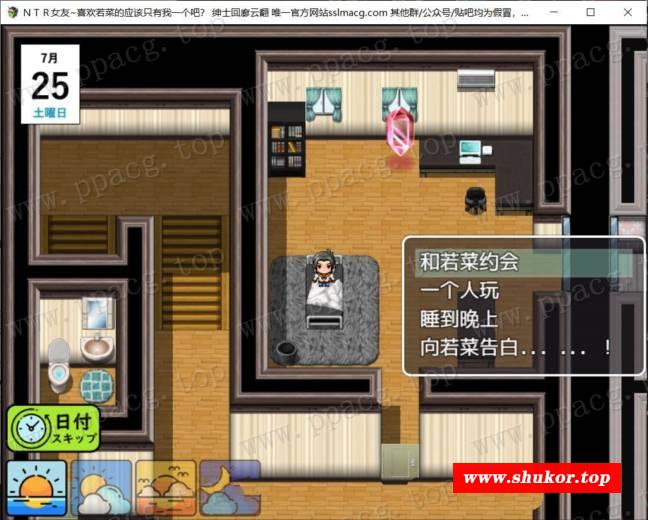 ＮＴＲ女友~喜欢若菜的应该只有我一个吧？ 绅士回廊云翻 唯一官方网站sslmacg.com 其他群/公众号/贴吧均为假冒，...
7月
25
土曜日
和若菜约会
一个人玩
睡到晚上
向若菜告白... ... ！
日付
スキップ
www.ppacg.top
www.shukor.top